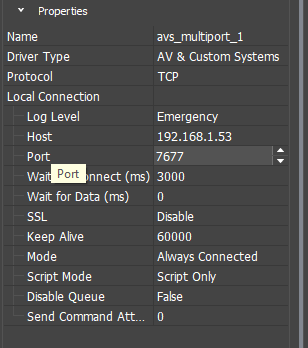 Properties
Name avs_multiport_1
Driver Type AV & Custom Systems
Protocol TCP
Local Connection
Log Level Emergency
Host 192.168.1.53
Port 7677
Wait onnect (ms) 3000
Port
Wait for Data (ms) 0
SSL Disable
Keep Alive 60000
Mode Always Connected
Script Mode Script Only
Disable Queue False
Send Command Att... 0